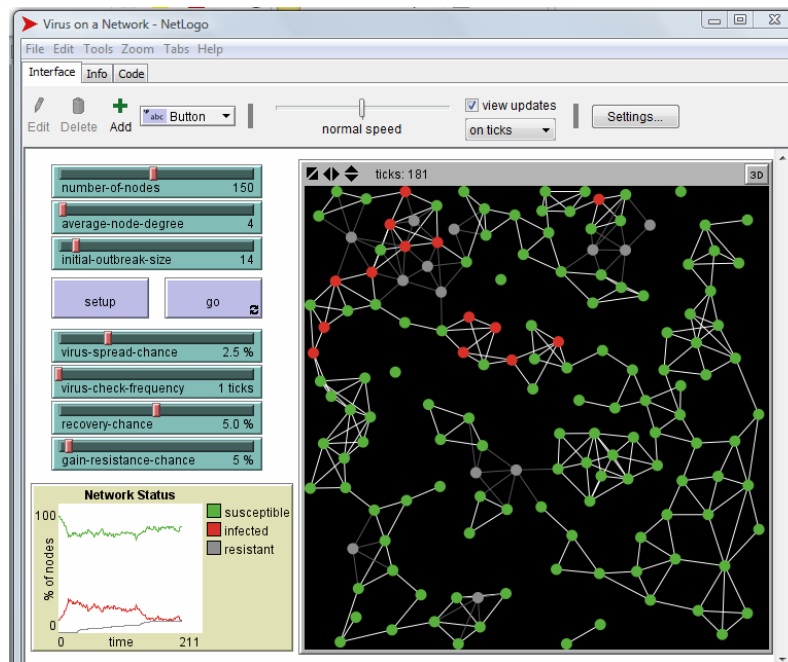 Virus on a Network - NetLogo
File Edit Tools Zoom Tabs Help
Interface Info Code
Edit Delete Add abc Button normal speed view updates on ticks Settings...
number-of-nodes 150
average-node-degree 4
initial-outbreak-size 14
setup go
virus-spread-chance 2.5 %
virus-check-frequency 1 ticks
recovery-chance 5.0 %
gain-resistance-chance 5 %
Network Status
100
% of nodes
0
0 time 211
susceptible
infected
resistant
ticks: 181 3D